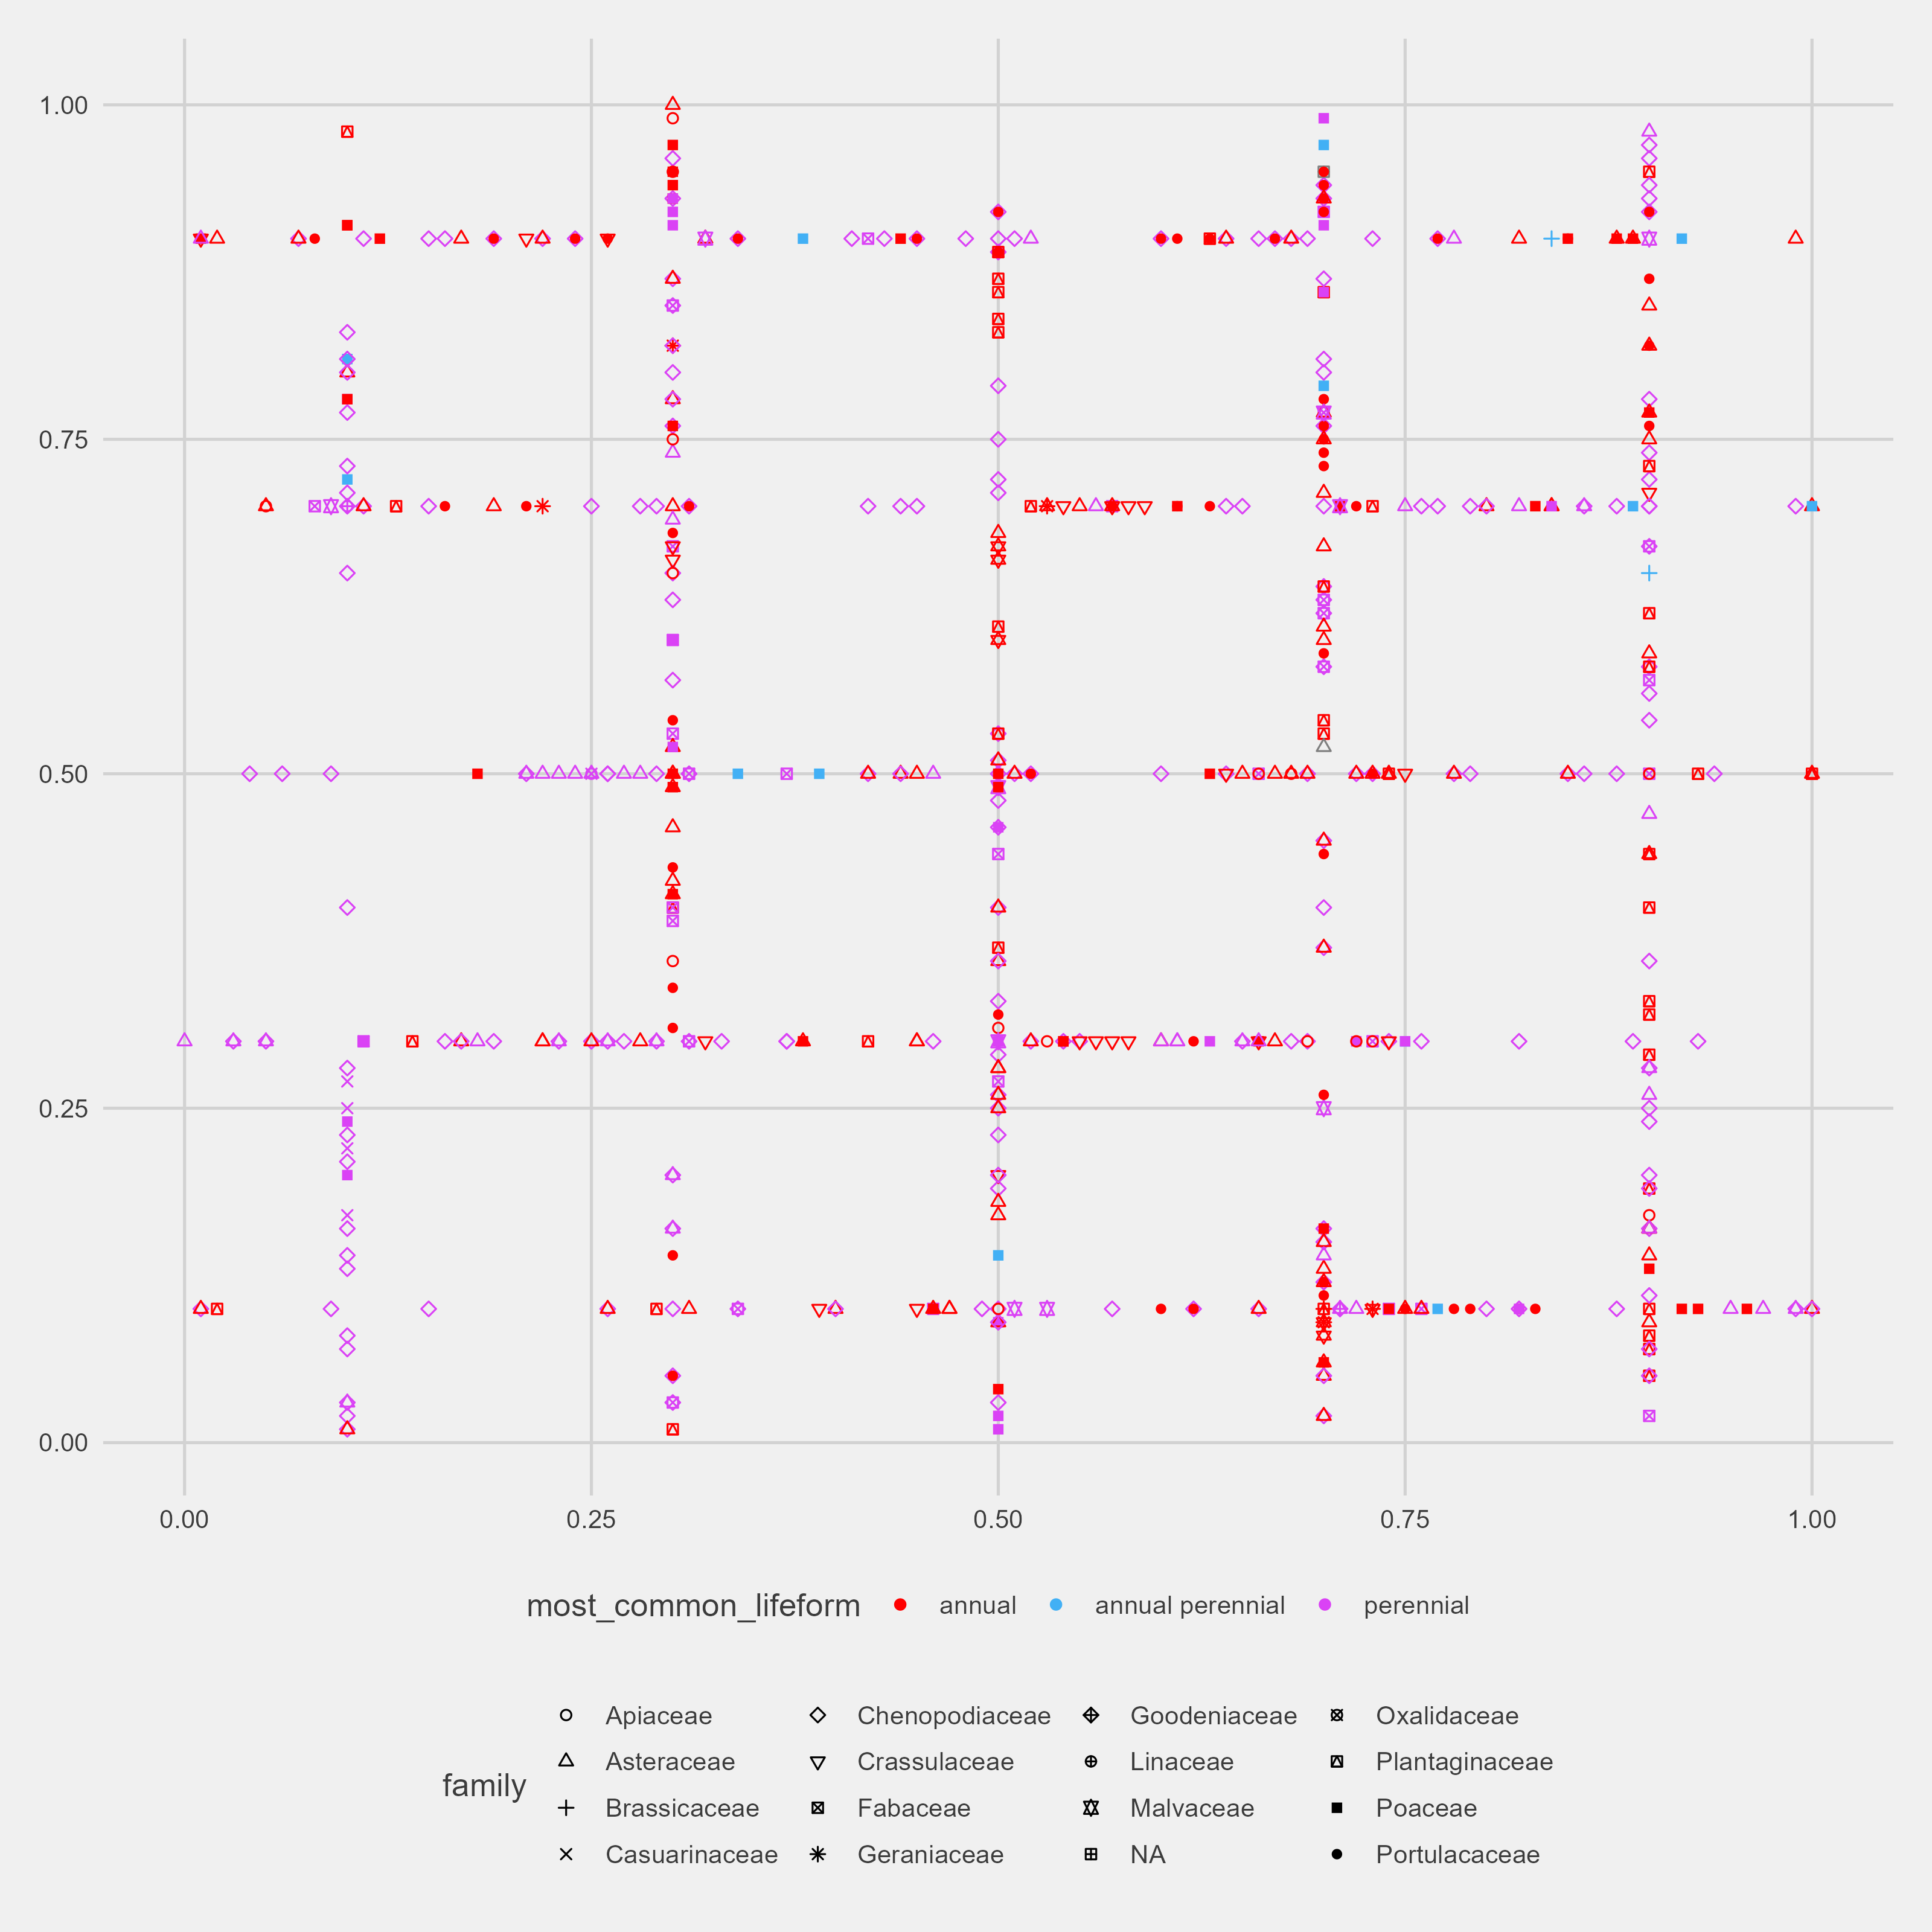 1.00
0.75
0.50
0.25
0.00
0.00 0.25 0.50 0.75 1.00
most_common_lifeform annual annual perennial perennial
Apiaceae Chenopodiaceae Goodeniaceae Oxalidaceae
Asteraceae Crassulaceae Linaceae Plantaginaceae
family
Brassicaceae Fabaceae Malvaceae Poaceae
Casuarinaceae Geraniaceae NA Portulacaceae